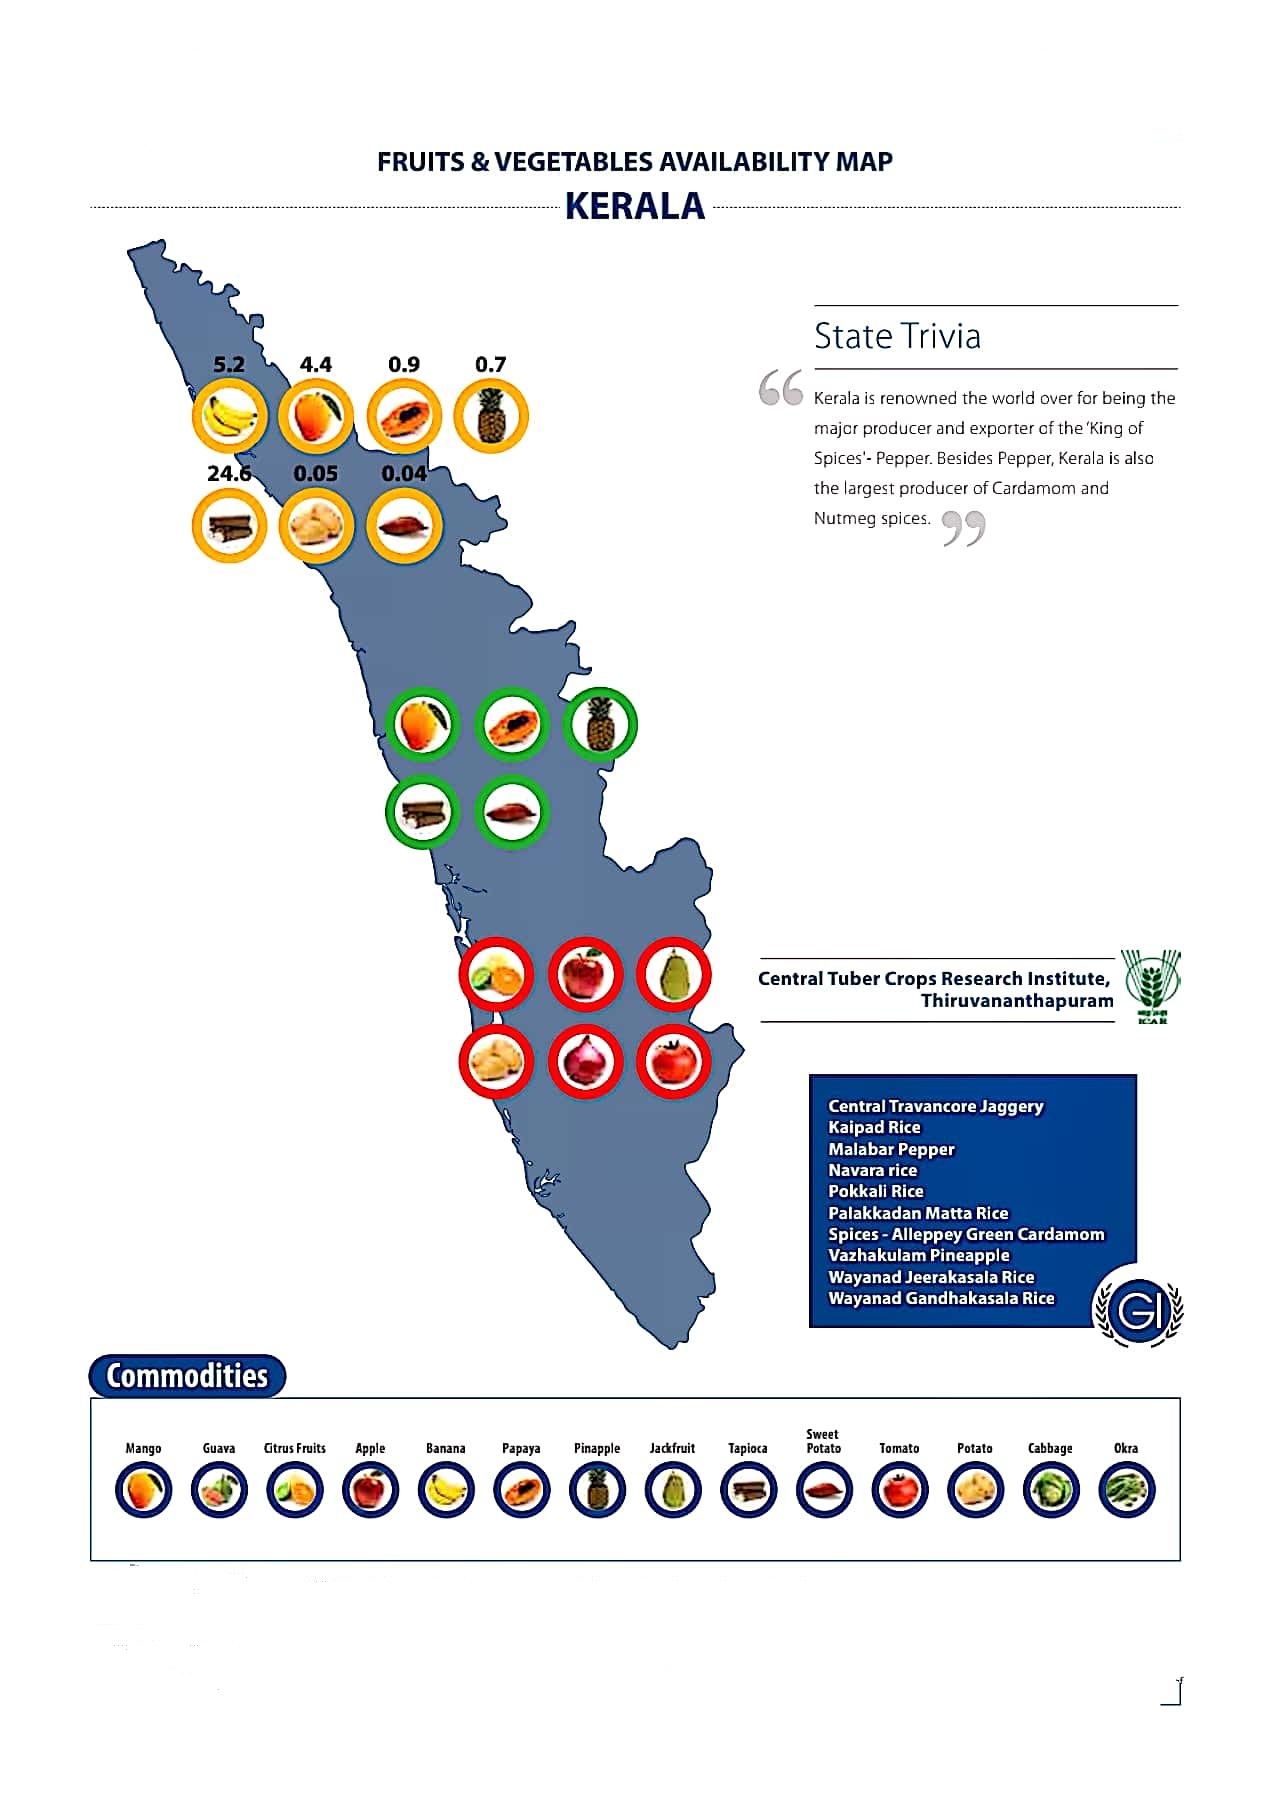 FRUITS & VEGETABLES AVAILABILITY MAP
KERALA
5.2 4.4 0.9 0.7
24.6 0.05 0.04
State Trivia
“ Kerala is renowned the world over for being the
major producer and exporter of the ‘King of
Spices'- Pepper. Besides Pepper, Kerala is also
the largest producer of Cardamom and
Nutmeg spices. ”
Central Tuber Crops Research Institute,
Thiruvananthapuram
ICAR
Central Travancore Jaggery
Kaipad Rice
Malabar Pepper
Navara rice
Pokkali Rice
Palakkadan Matta Rice
Spices - Alleppey Green Cardamom
Vazhakulam Pineapple
Wayanad Jeerakasala Rice
Wayanad Gandhakasala Rice
GI
Commodities
Mango Guava Citrus Fruits Apple Banana Papaya Pinapple Jackfruit Tapioca Sweet Potato Tomato Potato Cabbage Okra